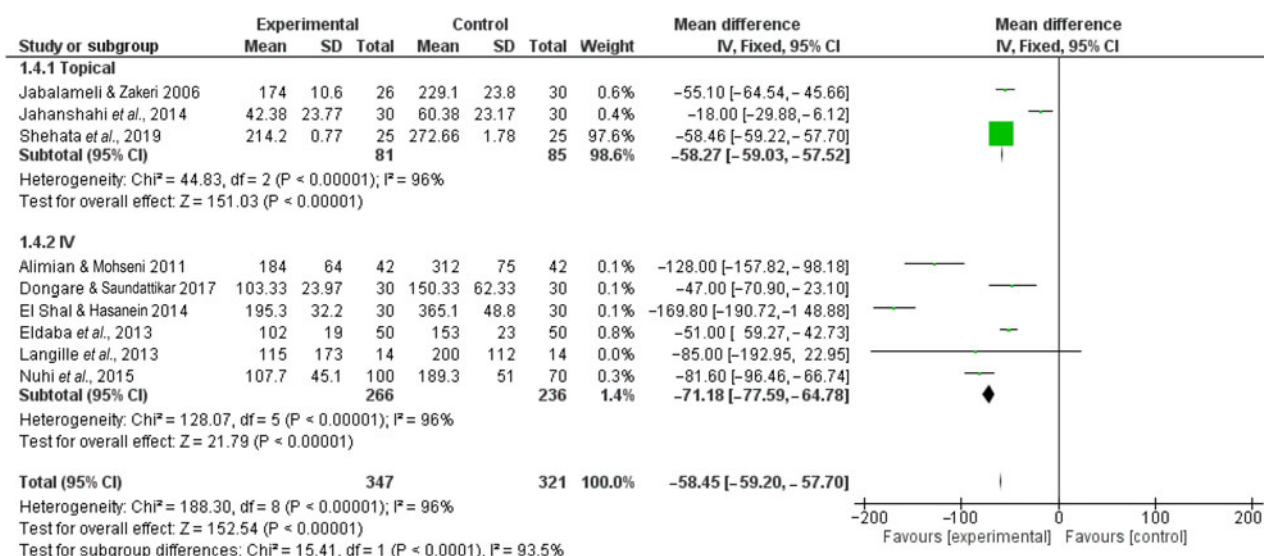 Experimental Control Mean difference Mean difference
Study or subgroup Mean SD Total Mean SD Total Weight IV, Fixed, 95% CI IV, Fixed, 95% CI
1.4.1 Topical
Jabalameli & Zakeri 2006 174 10.6 26 229.1 23.8 30 0.6% −55.10 [−64.54, −45.66]
Jahanshahi et al., 2014 42.38 23.77 30 60.38 23.17 30 0.4% −18.00 [−29.88, −6.12]
Shehata et al., 2019 214.2 0.77 25 272.66 1.78 25 97.6% −58.46 [−59.22, −57.70]
Subtotal (95% CI) 81 85 98.6% −58.27 [−59.03, −57.52]
Heterogeneity: Chi² = 44.83, df = 2 (P < 0.00001); I² = 96%
Test for overall effect: Z = 151.03 (P < 0.00001)
1.4.2 IV
Alimian & Mohseni 2011 184 64 42 312 75 42 0.1% −128.00 [−157.82, −98.18]
Dongare & Saundattikar 2017 103.33 23.97 30 150.33 62.33 30 0.1% −47.00 [−70.90, −23.10]
El Shal & Hasanein 2014 195.3 32.2 30 365.1 48.8 30 0.1% −169.80 [−190.72, −1 48.88]
Eldaba et al., 2013 102 19 50 153 23 50 0.8% −51.00 [ 59.27, −42.73]
Langille et al., 2013 115 173 14 200 112 14 0.0% −85.00 [−192.95, 22.95]
Nuhi et al., 2015 107.7 45.1 100 189.3 51 70 0.3% −81.60 [−96.46, −66.74]
Subtotal (95% CI) 266 236 1.4% −71.18 [−77.59, −64.78]
Heterogeneity: Chi² = 128.07, df = 5 (P < 0.00001); I² = 96%
Test for overall effect: Z = 21.79 (P < 0.00001)
Total (95% CI) 347 321 100.0% −58.45 [−59.20, −57.70]
Heterogeneity: Chi² = 188.30, df = 8 (P < 0.00001); I² = 96%
Test for overall effect: Z = 152.54 (P < 0.00001)
Test for subgroup differences: Chi² = 15.41, df = 1 (P < 0.0001), I² = 93.5%
−200 −100 0 100 200
Favours [experimental] Favours [control]